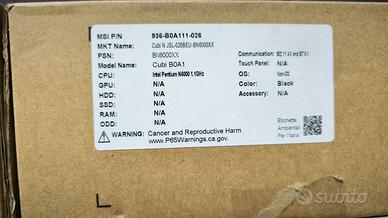 MSI P/N 936-B0A111-026
MKT Name: Cubi N JSL-026BEU-BN6000XX
PSN: BN6000XX Communication: 802.11 AX and BT 5.1
Model Name: Cubi B0A1 Touch Panel: N/A
CPU: Intel Pentium N6000 1.1GHz OS: Non-OS
GPU: N/A Color: Black
HDD: N/A Accessory: N/A
SSD: N/A
RAM: N/A
ODD: N/A
WARNING: Cancer and Reproductive Harm
www.P65Warnings.ca.gov.
Etichette
Ambientali
Per l'Italia
subito